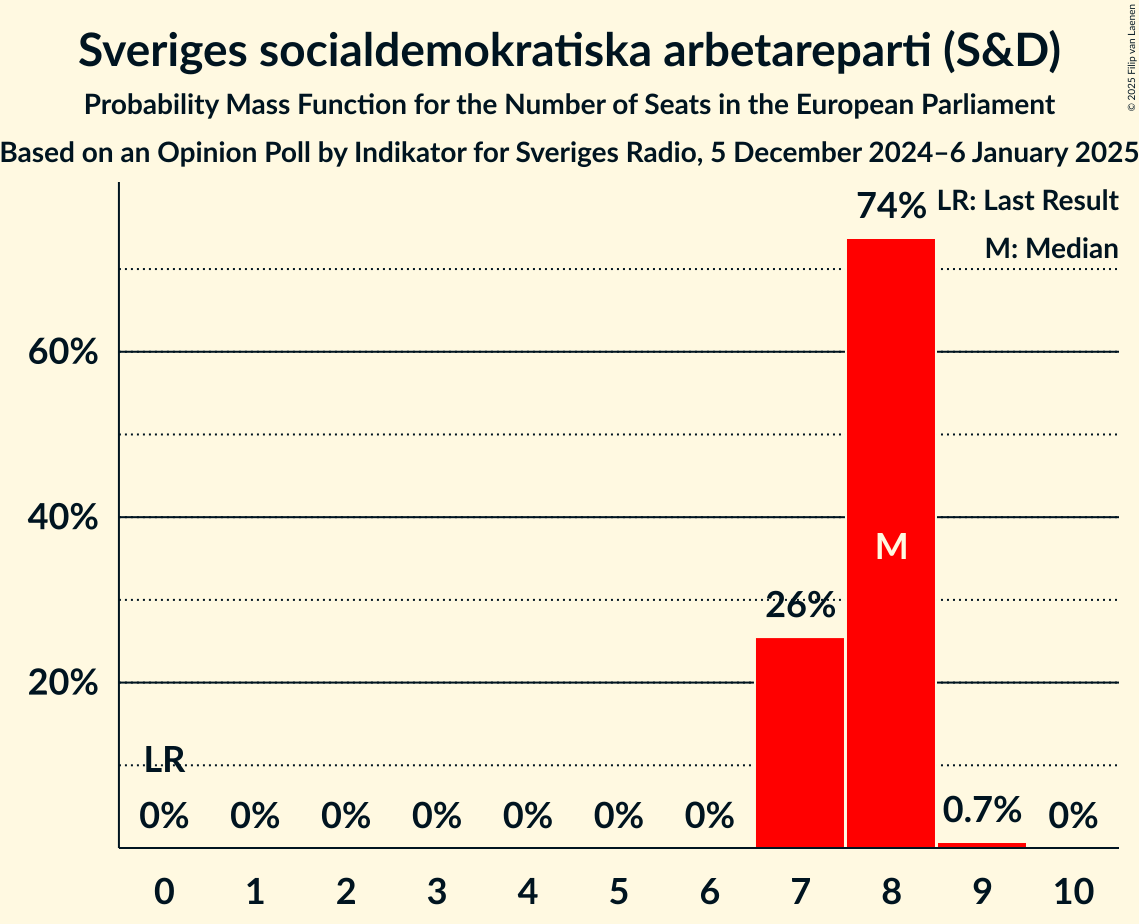 Sveriges socialdemokratiska arbetareparti (S&D)
Probability Mass Function for the Number of Seats in the European Parliament
Based on an Opinion Poll by Indikator for Sveriges Radio, 5 December 2024–6 January 2025
© 2025 Filip van Laenen
74%
LR: Last Result
M: Median
60%
40%
M
26%
20%
LR
0% 0% 0% 0% 0% 0% 0% 0.7% 0%
0 1 2 3 4 5 6 7 8 9 10